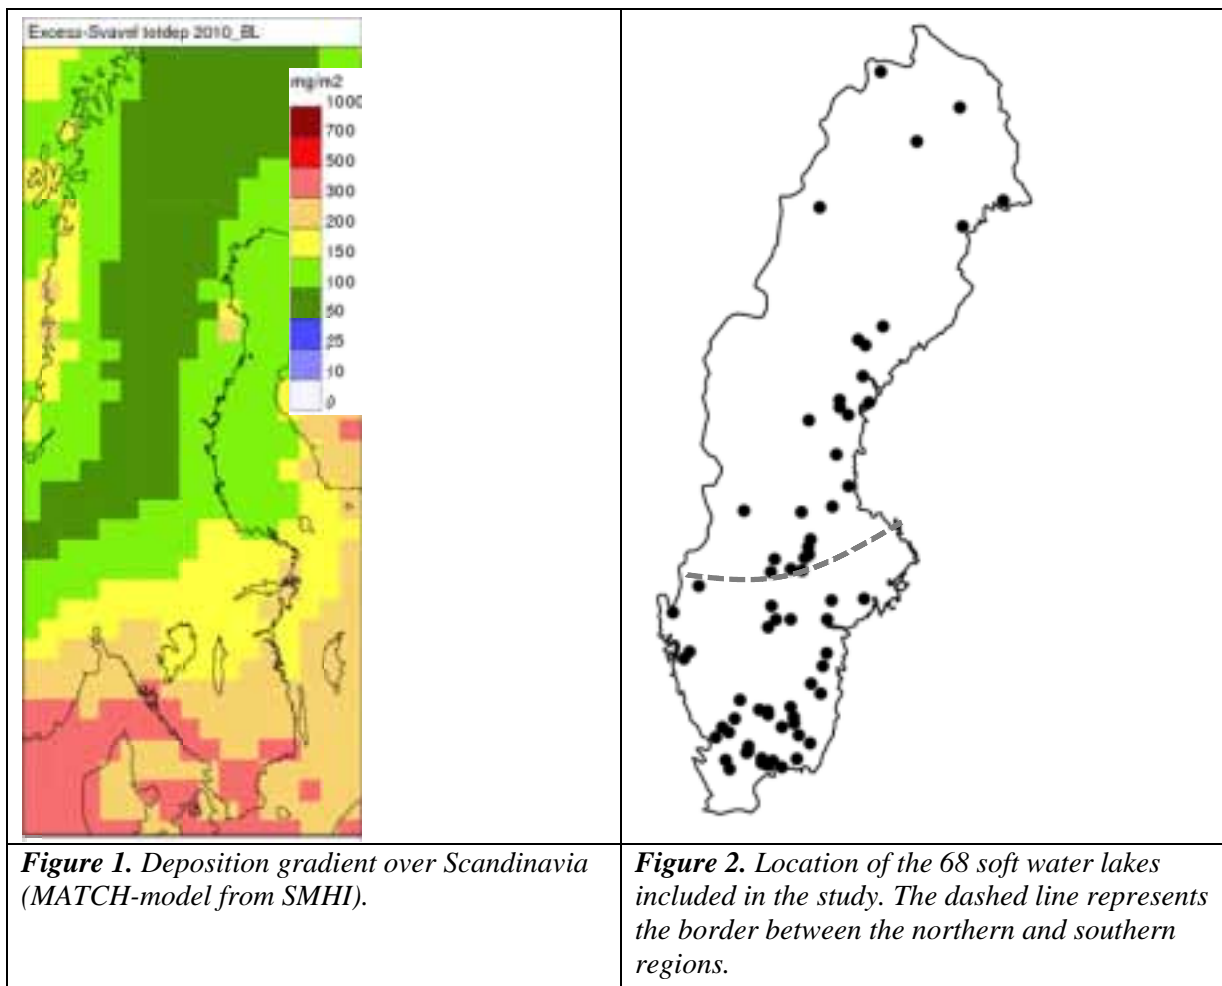 Excess-Svavel totdep 2010_BL
mg/m2
1000
700
500
300
200
150
100
50
25
10
0
Figure 1. Deposition gradient over Scandinavia
(MATCH-model from SMHI).
Figure 2. Location of the 68 soft water lakes
included in the study. The dashed line represents
the border between the northern and southern
regions.